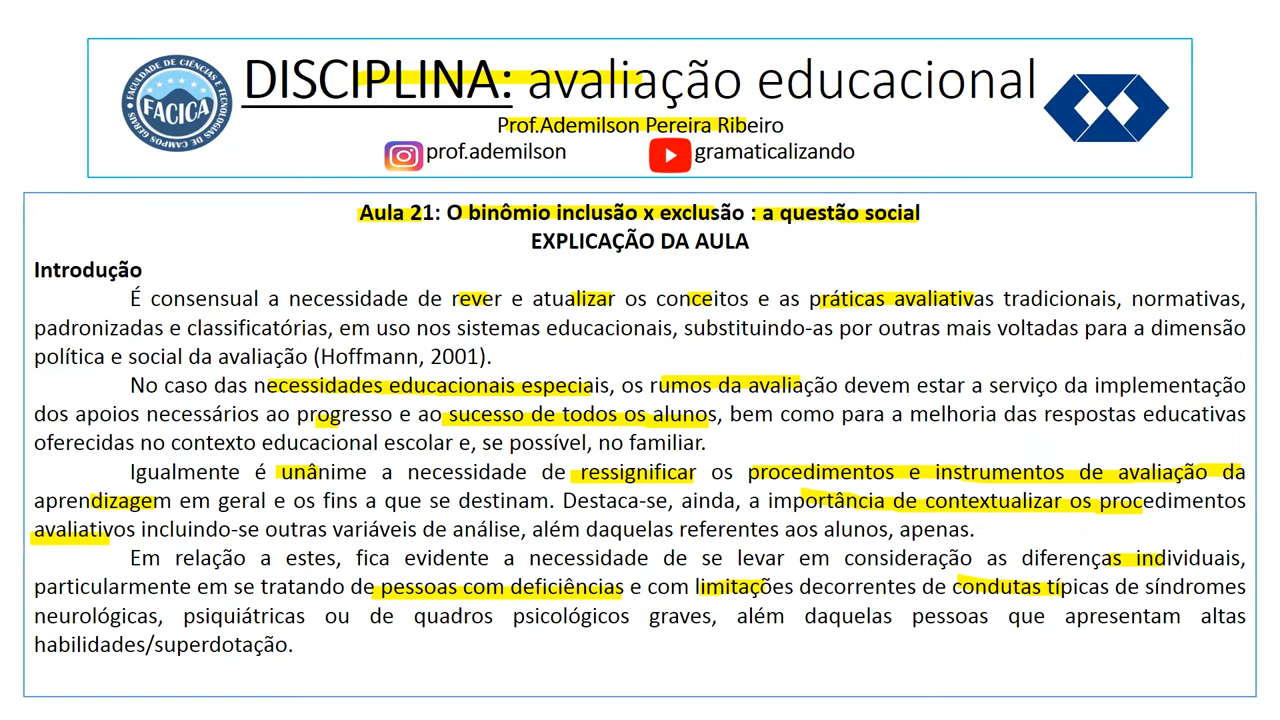 FACULDADE DE CIÊNCIAS E TECNOLOGIAS DE CAMPOS GERAIS
FACICA
DISCIPLINA: avaliação educacional
Prof.Ademilson Pereira Ribeiro
prof.ademilson
gramaticalizando
Aula 21: O binômio inclusão x exclusão : a questão social
EXPLICAÇÃO DA AULA
Introdução
É consensual a necessidade de rever e atualizar os conceitos e as práticas avaliativas tradicionais, normativas,
padronizadas e classificatórias, em uso nos sistemas educacionais, substituindo-as por outras mais voltadas para a dimensão
política e social da avaliação (Hoffmann, 2001).
No caso das necessidades educacionais especiais, os rumos da avaliação devem estar a serviço da implementação
dos apoios necessários ao progresso e ao sucesso de todos os alunos, bem como para a melhoria das respostas educativas
oferecidas no contexto educacional escolar e, se possível, no familiar.
Igualmente é unânime a necessidade de ressignificar os procedimentos e instrumentos de avaliação da
aprendizagem em geral e os fins a que se destinam. Destaca-se, ainda, a importância de contextualizar os procedimentos
avaliativos incluindo-se outras variáveis de análise, além daquelas referentes aos alunos, apenas.
Em relação a estes, fica evidente a necessidade de se levar em consideração as diferenças individuais,
particularmente em se tratando de pessoas com deficiências e com limitações decorrentes de condutas típicas de síndromes
neurológicas, psiquiátricas ou de quadros psicológicos graves, além daquelas pessoas que apresentam altas
habilidades/superdotação.